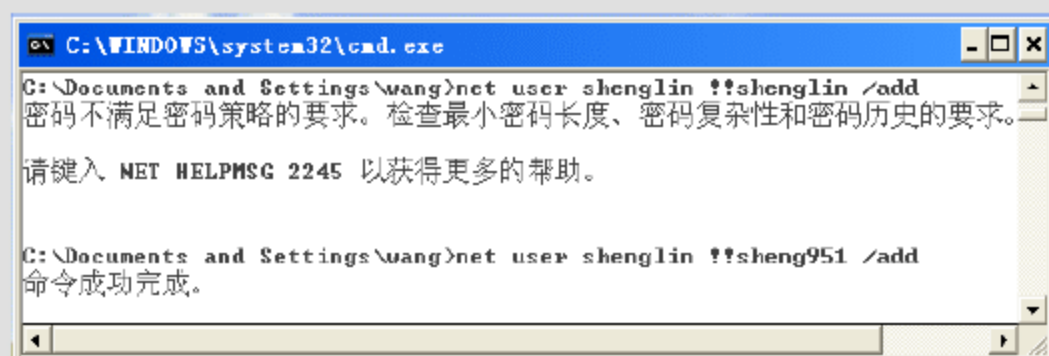 C:\WINDOWS\system32\cmd.exe
C:\Documents and Settings\wang>net user shenglin !!shenglin /add
密码不满足密码策略的要求。检查最小密码长度、密码复杂性和密码历史的要求。
请键入 NET HELPMSG 2245 以获得更多的帮助。
C:\Documents and Settings\wang>net user shenglin !!sheng951 /add
命令成功完成。